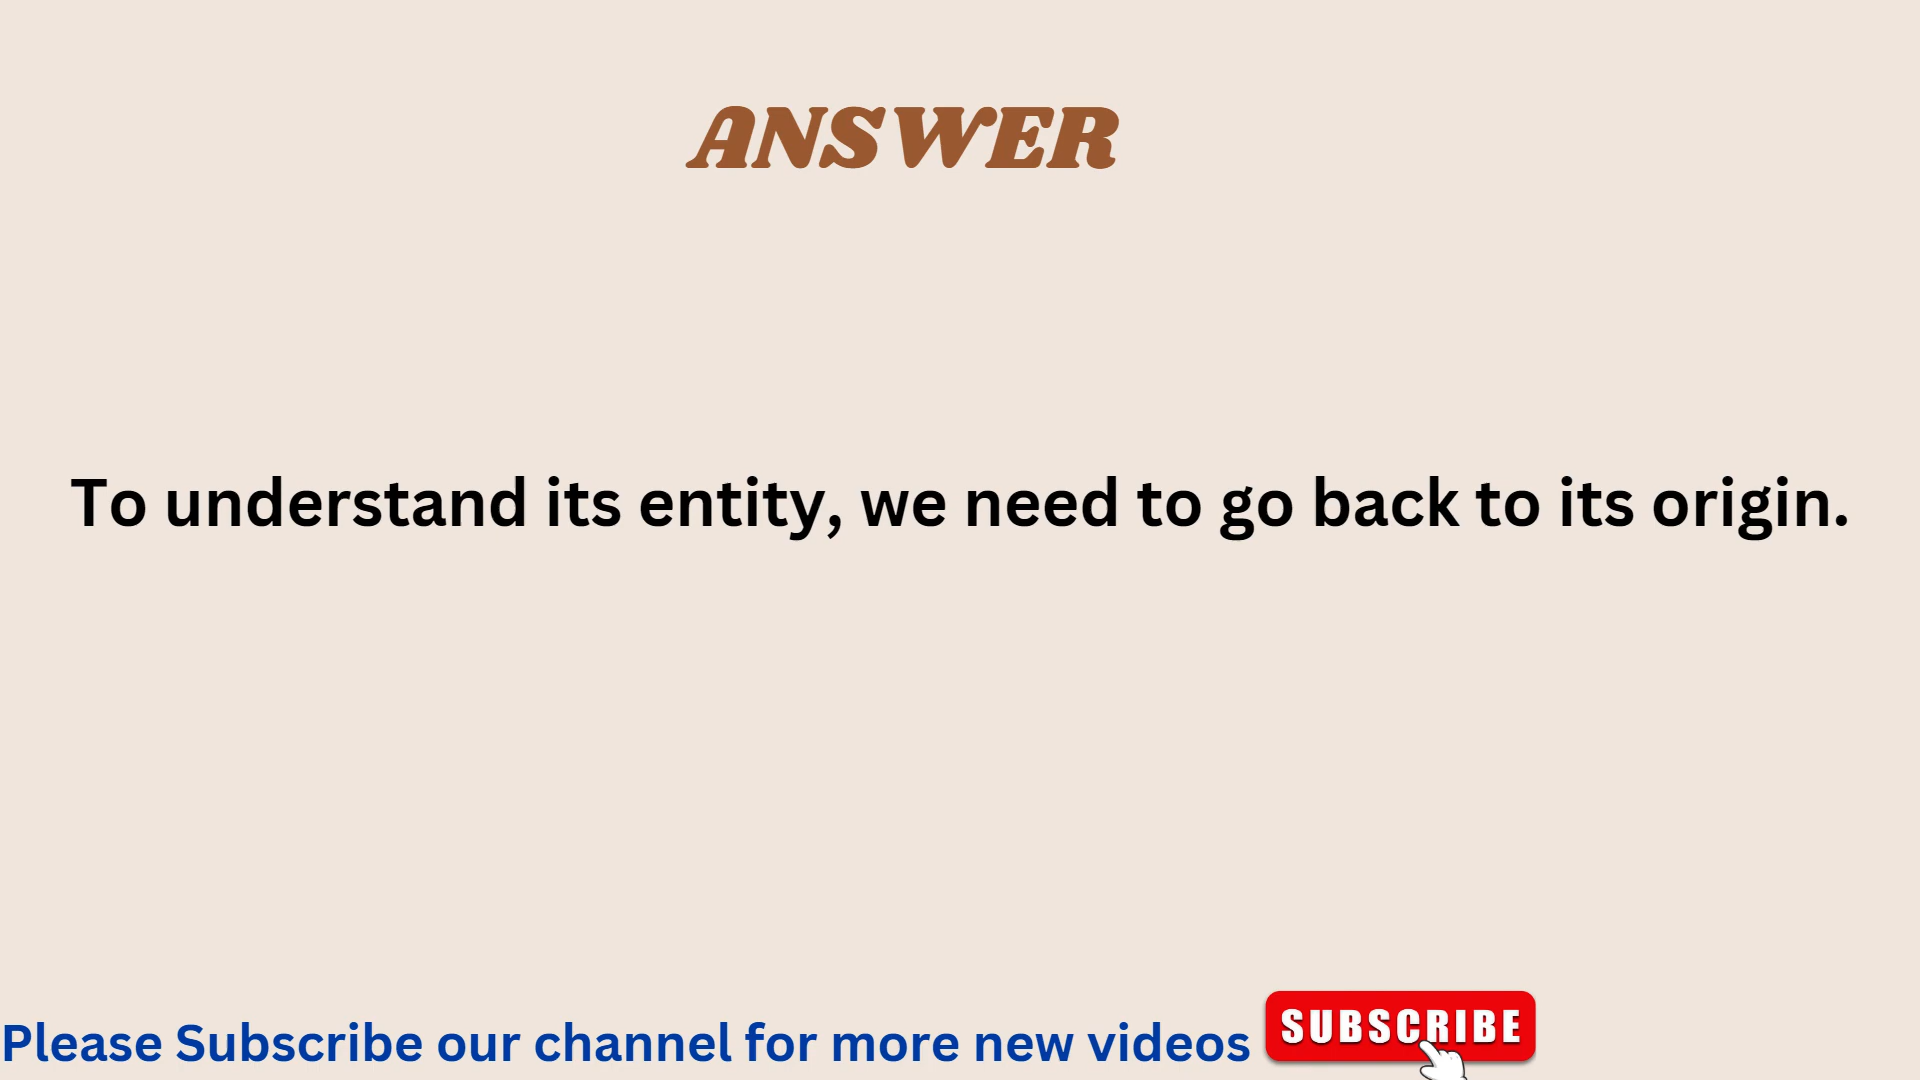 ANSWER
To understand its entity, we need to go back to its origin.
Please Subscribe our channel for more new videos
SUBSCRIBE